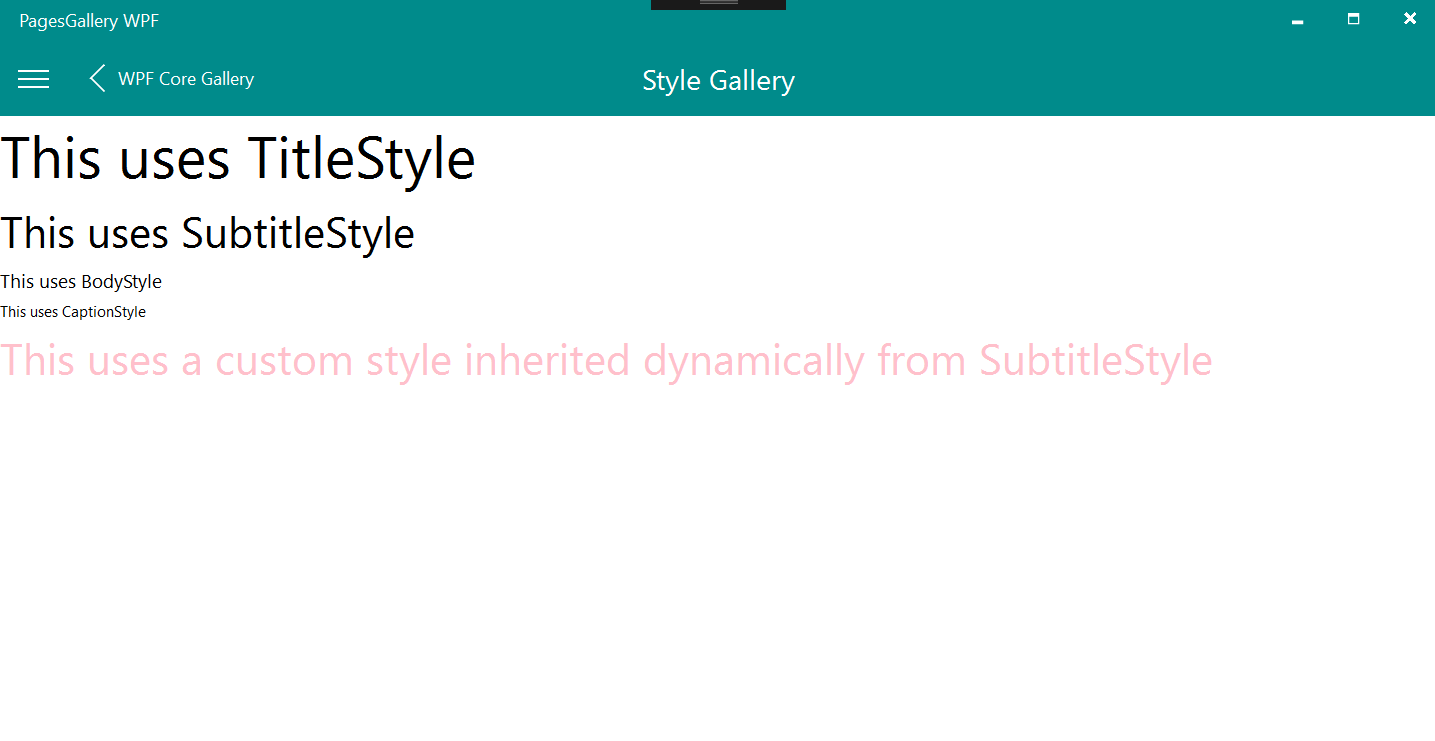 PagesGallery WPF
WPF Core Gallery
Style Gallery
This uses TitleStyle
This uses SubtitleStyle
This uses BodyStyle
This uses CaptionStyle
This uses a custom style inherited dynamically from SubtitleStyle